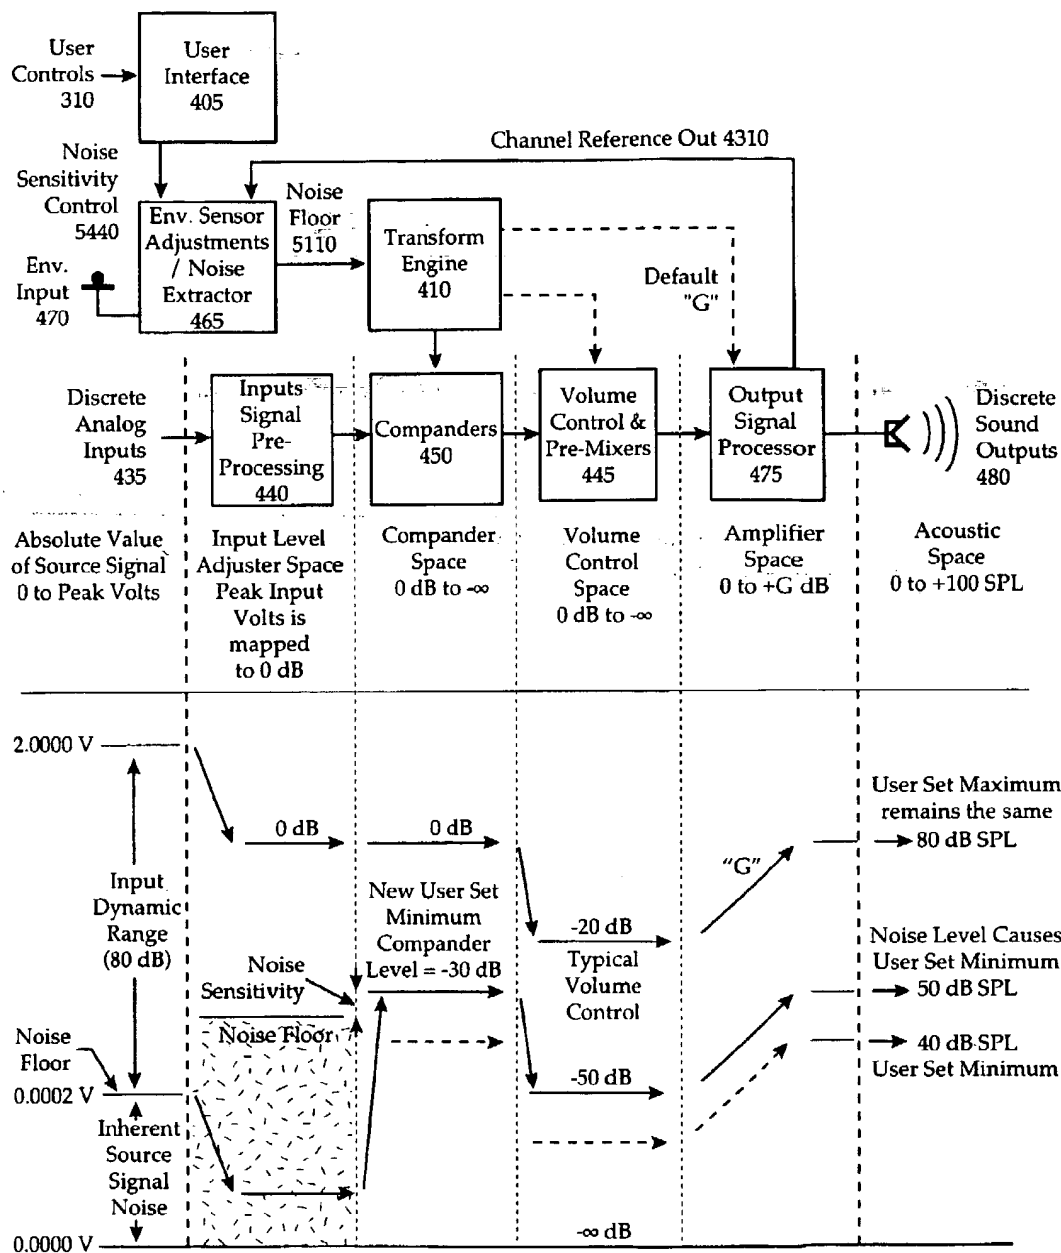 User
Controls
310
User
Interface
405
Channel Reference Out 4310
Noise
Sensitivity
Control
5440
Env. Sensor
Adjustments
/ Noise
Extractor
465
Noise
Floor
5110
Transform
Engine
410
Default
"G"
Env.
Input
470
Discrete
Analog
Inputs
435
Inputs
Signal
Pre-
Processing
440
Companders
450
Volume
Control &
Pre-Mixers
445
Output
Signal
Processor
475
Discrete
Sound
Outputs
480
Absolute Value
of Source Signal
0 to Peak Volts
Input Level
Adjuster Space
Peak Input
Volts is
mapped
to 0 dB
Compander
Space
0 dB to -∞
Volume
Control
Space
0 dB to -∞
Amplifier
Space
0 to +G dB
Acoustic
Space
0 to +100 SPL
2.0000 V
0 dB
0 dB
User Set Maximum
remains the same
80 dB SPL
"G"
Input
Dynamic
Range
(80 dB)
New User Set
Minimum
Compander
Level = -30 dB
-20 dB
Typical
Volume
Control
Noise
Sensitivity
Noise Level Causes
User Set Minimum
50 dB SPL
Noise Floor
Noise
Floor
40 dB SPL
User Set Minimum
0.0002 V
-50 dB
Inherent
Source
Signal
Noise
0.0000 V
-∞ dB